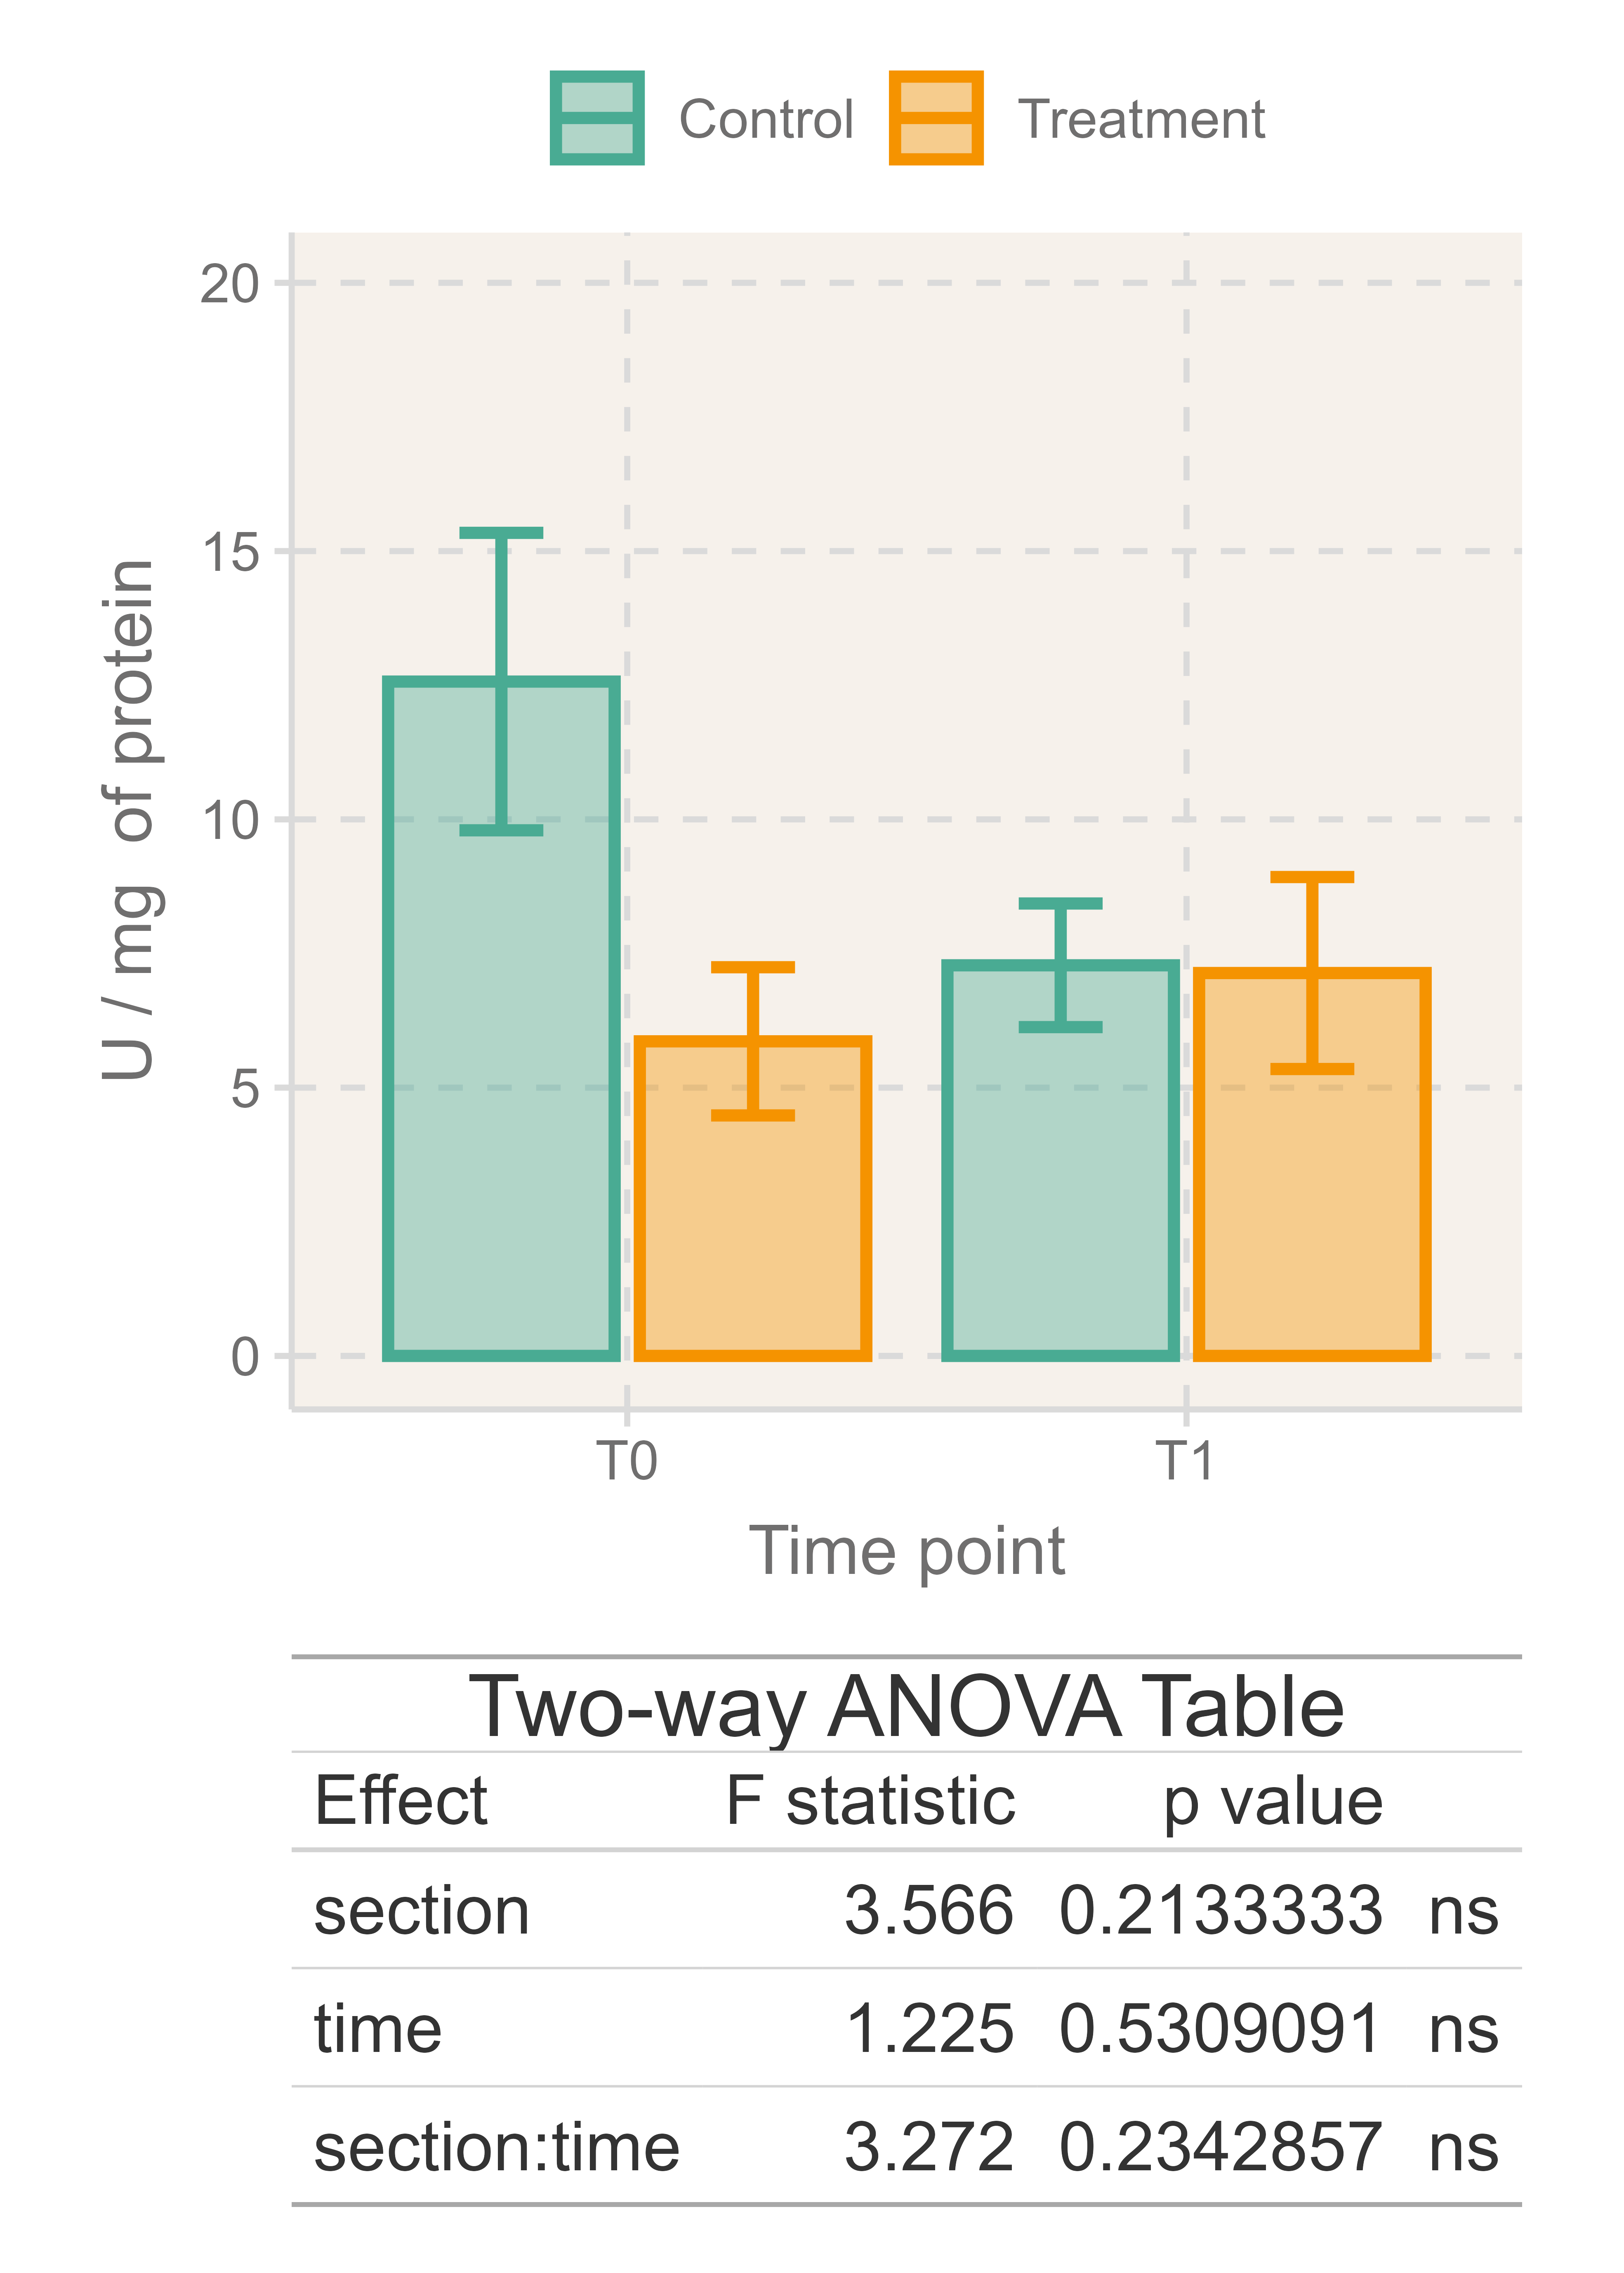 Control Treatment
20
15
10
5
0
U / mg of protein
T0 T1
Time point
Two-way ANOVA Table
Effect F statistic p value
section 3.566 0.2133333 ns
time 1.225 0.5309091 ns
section:time 3.272 0.2342857 ns